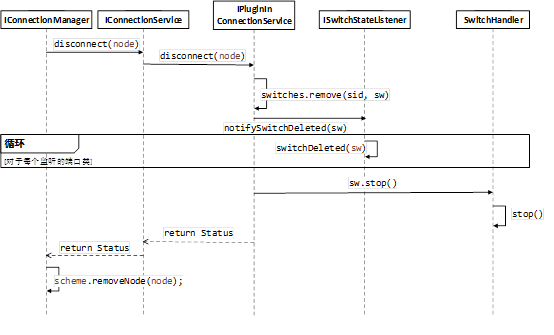 IConnectionManager
IConnectionService
IPluginIn
ConnectionService
ISwitchStateListener
SwitchHandler
disconnect(node)
disconnect(node)
switches.remove(sid, sw)
notifySwitchDeleted(sw)
循环
[对于每个监听的端口类]
switchDeleted(sw)
sw.stop()
stop()
return Status
return Status
scheme.removeNode(node);